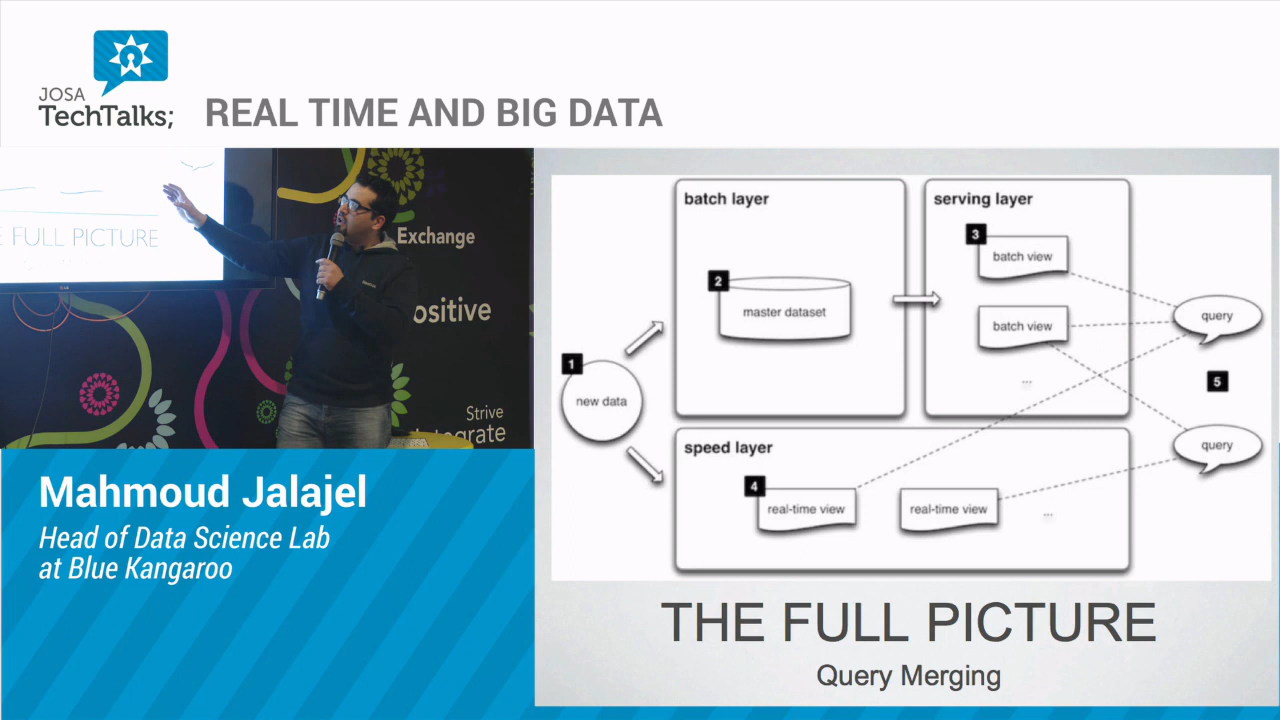 JOSA
TechTalks;
REAL TIME AND BIG DATA
E FULL PICTURE
Exchange
ositive
Strive
Integrate
Mahmoud Jalajel
Head of Data Science Lab
at Blue Kangaroo
batch layer
serving layer
3
batch view
2
master dataset
query
batch view
...
1
new data
5
query
speed layer
4
real-time view
real-time view
...
THE FULL PICTURE
Query Merging